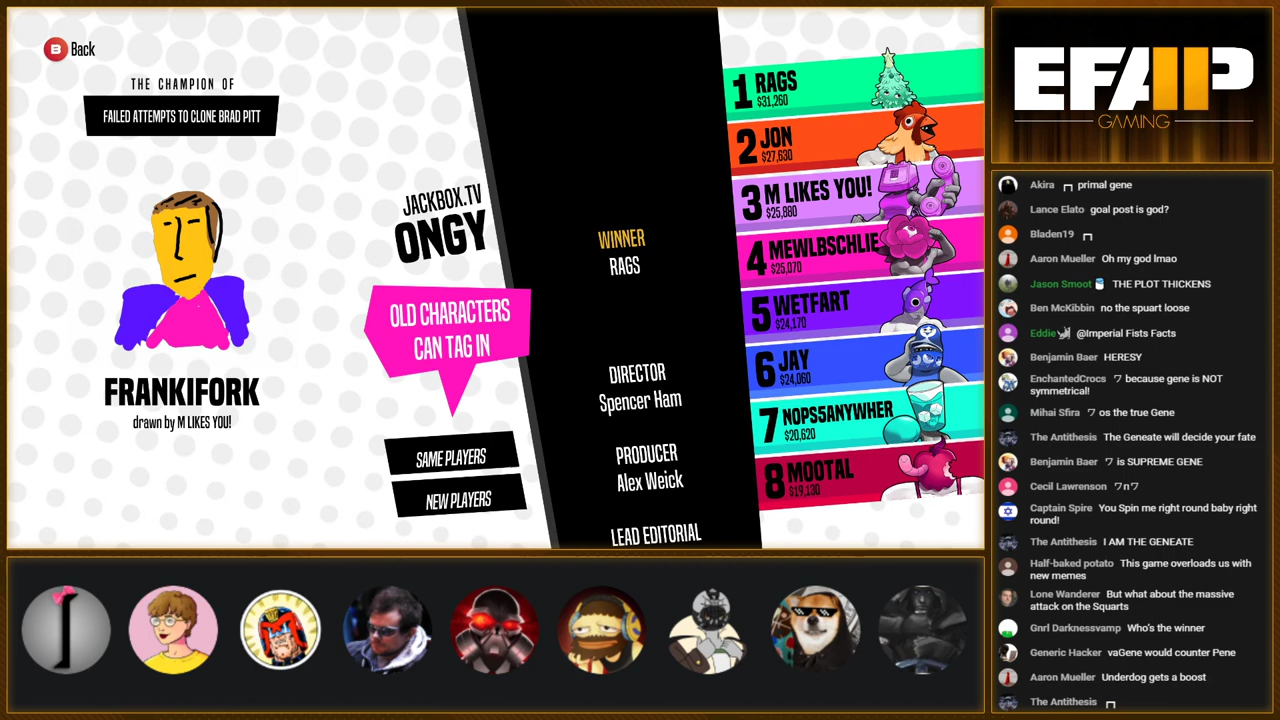 B Back
THE CHAMPION OF
FAILED ATTEMPTS TO CLONE BRAD PITT
FRANKIFORK
drawn by M LIKES YOU!
JACKBOX.TV
ONGY
OLD CHARACTERS
CAN TAG IN
SAME PLAYERS
NEW PLAYERS
WINNER
RAGS
DIRECTOR
Spencer Ham
PRODUCER
Alex Weick
LEAD EDITORIAL
1 RAGS
$31,260
2 JON
$27,630
3 M LIKES YOU!
$25,880
4 MEWLBSCHLIE
$25,070
5 WETFART
$24,170
6 JAY
$24,060
7 NOPS5ANYWHER
$20,620
8 MOOTAL
$19,130
EFAP
GAMING
Akira ┏┓ primal gene
Lance Elato goal post is god?
Bladen19 ┏┓
Aaron Mueller Oh my god lmao
Jason Smoot THE PLOT THICKENS
Ben McKibbin no the spuart loose
Eddie @Imperial Fists Facts
Benjamin Baer HERESY
EnchantedCrocs ワ because gene is NOT
symmetrical!
Mihai Sfira ワ os the true Gene
The Antithesis The Geneate will decide your fate
Benjamin Baer ワ is SUPREME GENE
Cecil Lawrenson ワnワ
Captain Spire You Spin me right round baby right
round!
The Antithesis I AM THE GENEATE
Half-baked potato This game overloads us with
new memes
Lone Wanderer But what about the massive
attack on the Squarts
Gnrl Darknessvamp Who's the winner
Generic Hacker vaGene would counter Pene
Aaron Mueller Underdog gets a boost
The Antithesis ┏┓